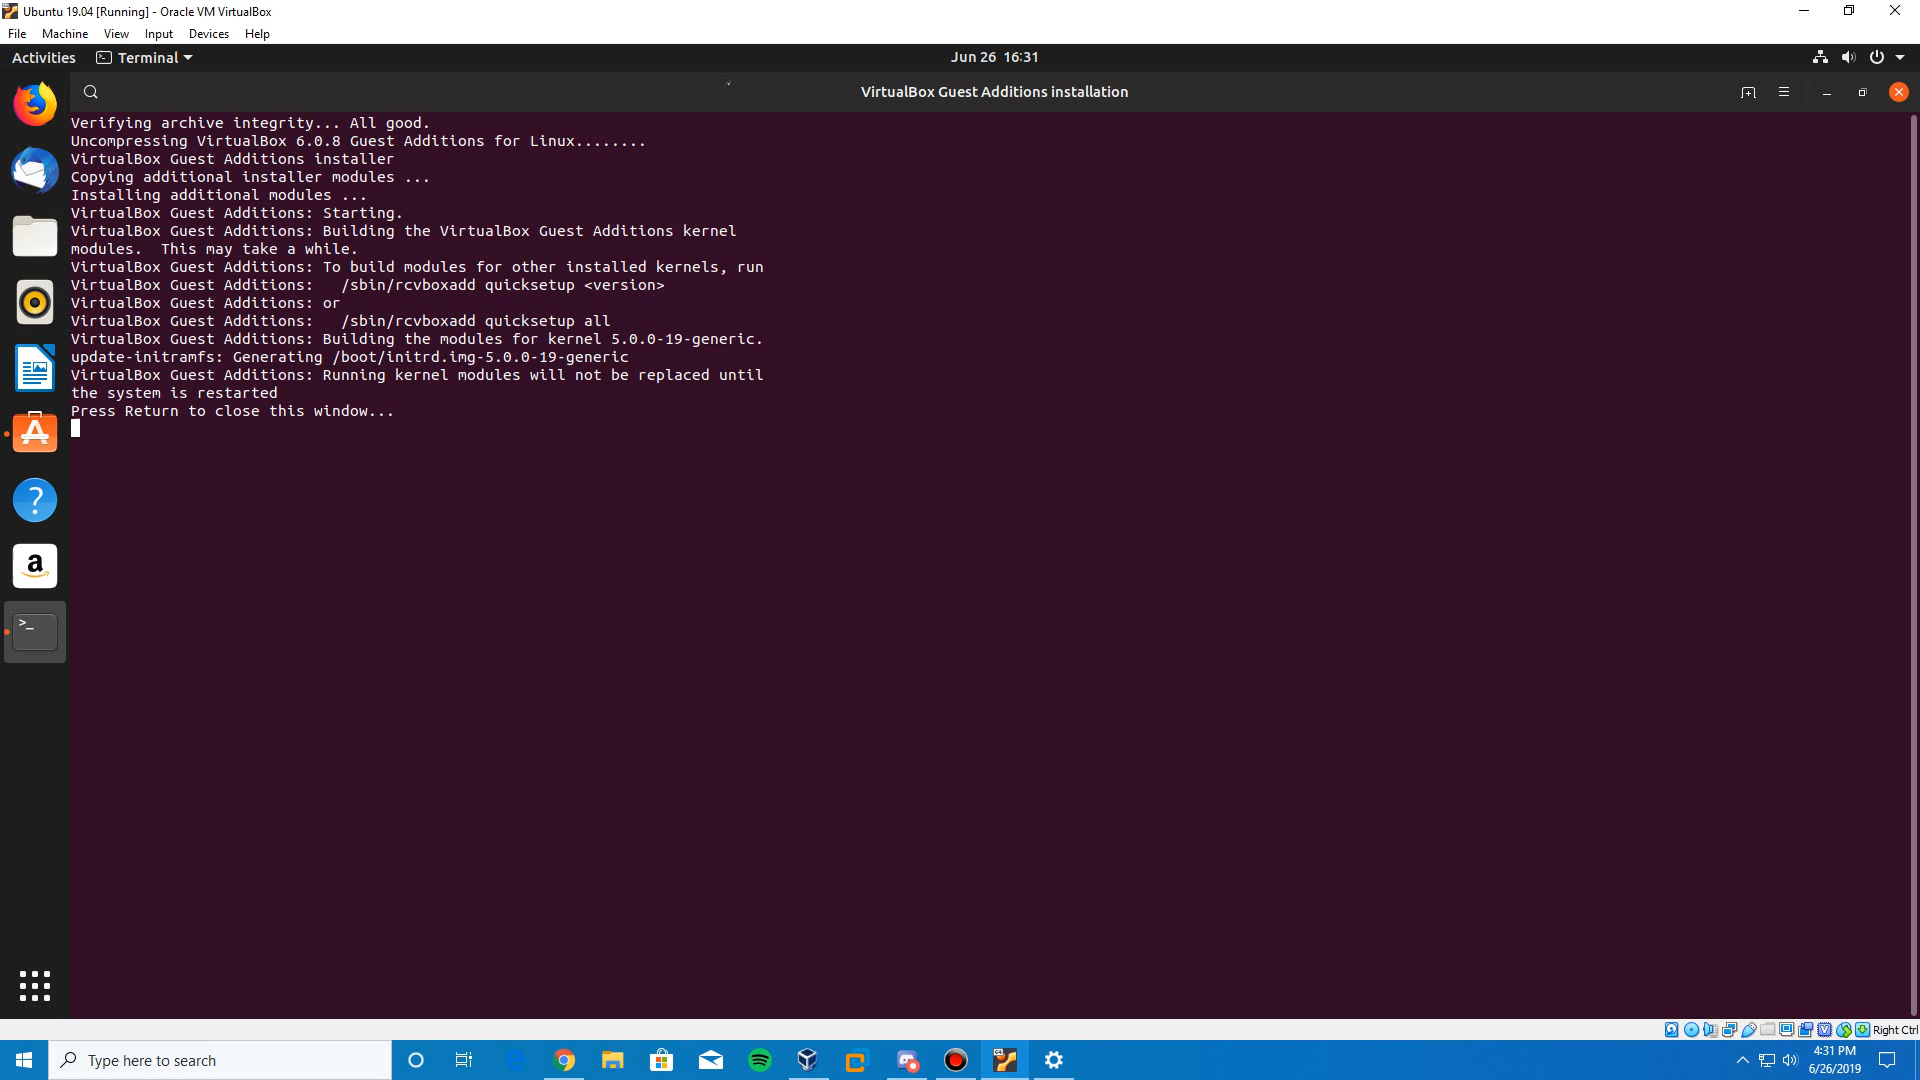 Ubuntu 19.04 [Running] - Oracle VM VirtualBox
File Machine View Input Devices Help
Activities Terminal Jun 26 16:31
VirtualBox Guest Additions installation
Verifying archive integrity... All good.
Uncompressing VirtualBox 6.0.8 Guest Additions for Linux........
VirtualBox Guest Additions installer
Copying additional installer modules ...
Installing additional modules ...
VirtualBox Guest Additions: Starting.
VirtualBox Guest Additions: Building the VirtualBox Guest Additions kernel
modules.  This may take a while.
VirtualBox Guest Additions: To build modules for other installed kernels, run
VirtualBox Guest Additions:   /sbin/rcvboxadd quicksetup <version>
VirtualBox Guest Additions: or
VirtualBox Guest Additions:   /sbin/rcvboxadd quicksetup all
VirtualBox Guest Additions: Building the modules for kernel 5.0.0-19-generic.
update-initramfs: Generating /boot/initrd.img-5.0.0-19-generic
VirtualBox Guest Additions: Running kernel modules will not be replaced until
the system is restarted
Press Return to close this window...
Right Ctrl
Type here to search
4:31 PM
6/26/2019